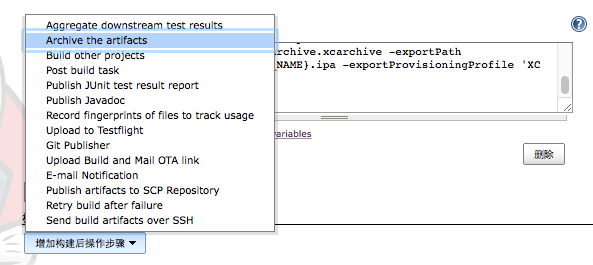 Aggregate downstream test results
Archive the artifacts
Build other projects
Post build task
Publish JUnit test result report
Publish Javadoc
Record fingerprints of files to track usage
Upload to Testflight
Git Publisher
Upload Build and Mail OTA link
E-mail Notification
Publish artifacts to SCP Repository
Retry build after failure
Send build artifacts over SSH
rchive.xcarchive -exportPath
NAME}.ipa -exportProvisioningProfile 'XC
variables
删除
增加构建后操作步骤